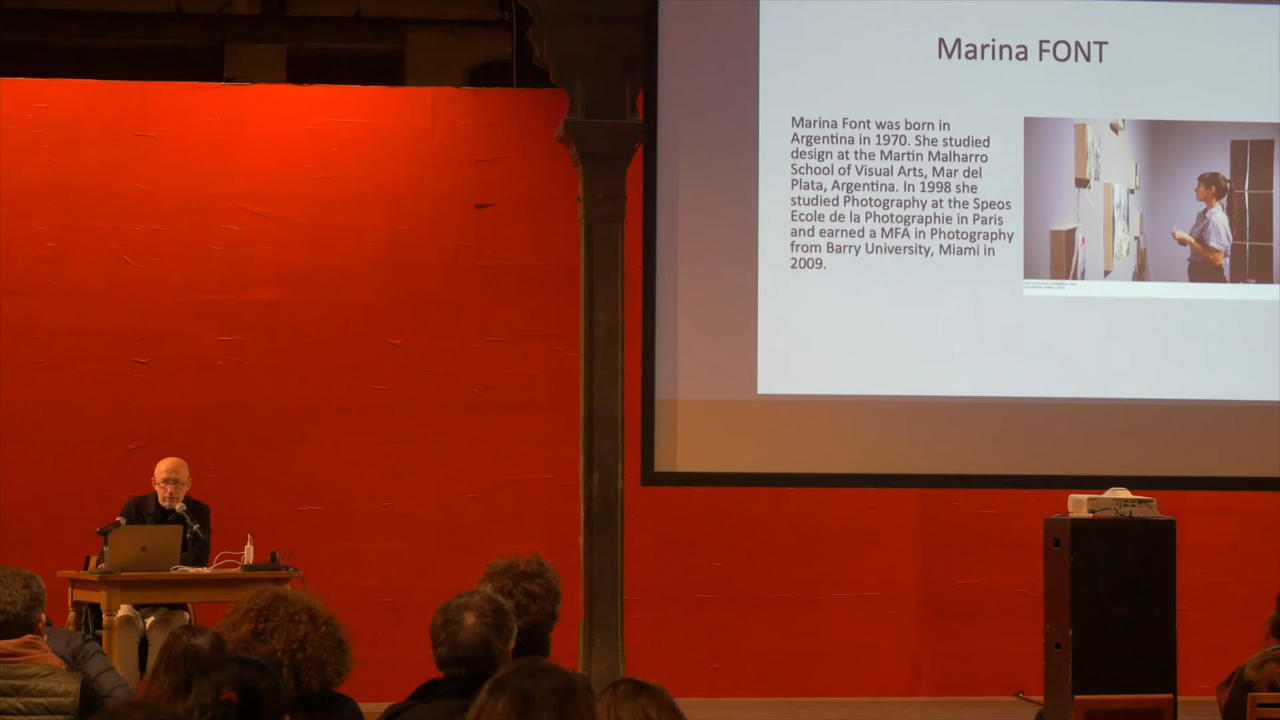 Marina FONT
Marina Font was born in
Argentina in 1970. She studied
design at the Martin Malharro
School of Visual Arts, Mar del
Plata, Argentina. In 1998 she
studied Photography at the Speos
Ecole de la Photographie in Paris
and earned a MFA in Photography
from Barry University, Miami in
2009.